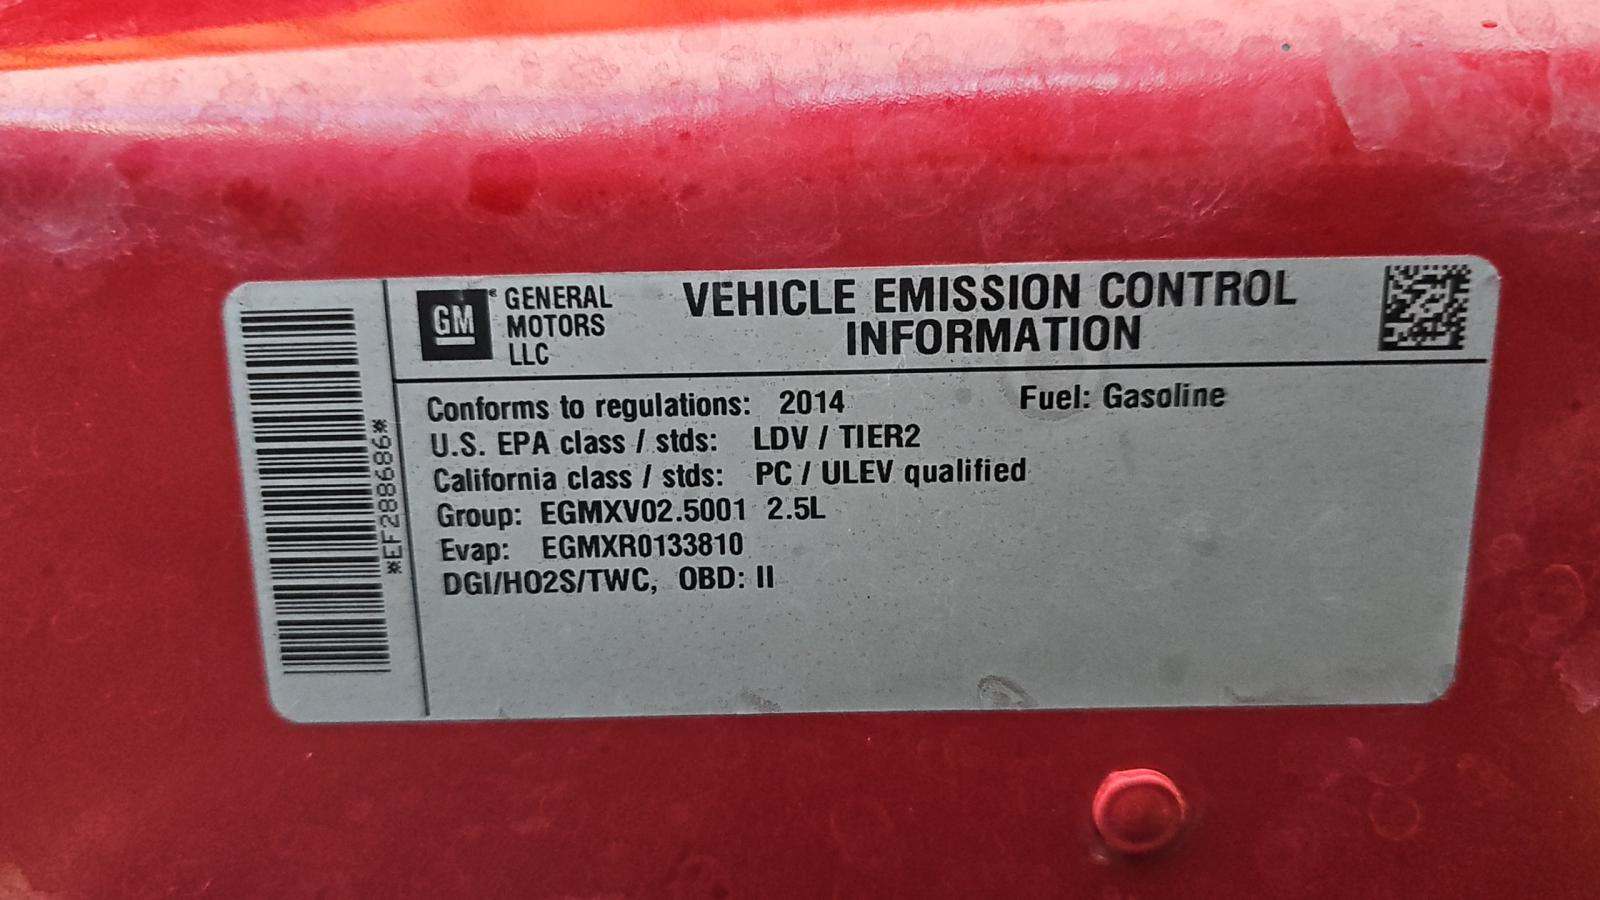 GM
GENERAL
MOTORS
LLC
VEHICLE EMISSION CONTROL
INFORMATION
Conforms to regulations: 2014 Fuel: Gasoline
U.S. EPA class / stds: LDV / TIER2
California class / stds: PC / ULEV qualified
Group: EGMXV02.5001 2.5L
Evap: EGMXR0133810
DGI/HO2S/TWC, OBD: II
*EF288686*